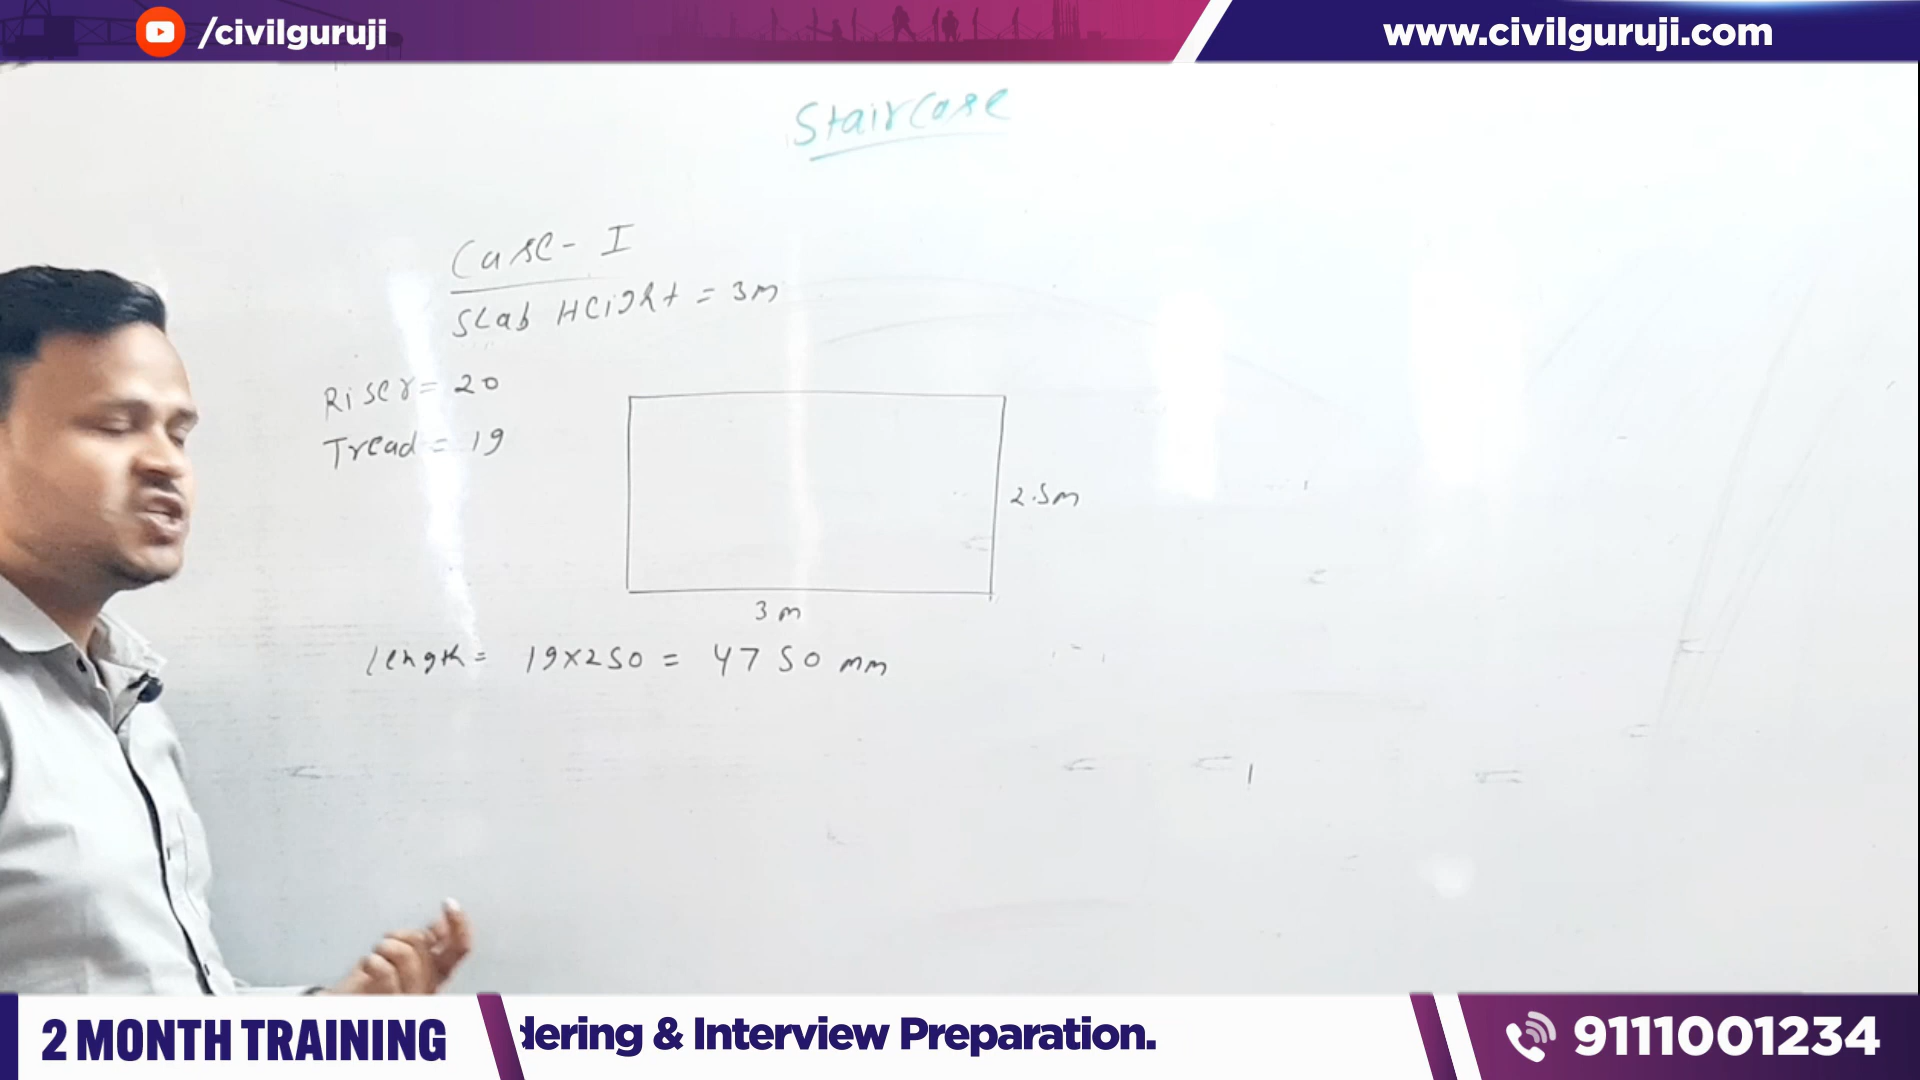 /civilguruji
www.civilguruji.com
Staircase
Case - I
Slab Height = 3m
Riser = 20
Tread = 19
2.5m
3 m
length = 19x250 = 4750 mm
2 MONTH TRAINING
dering & Interview Preparation.
9111001234